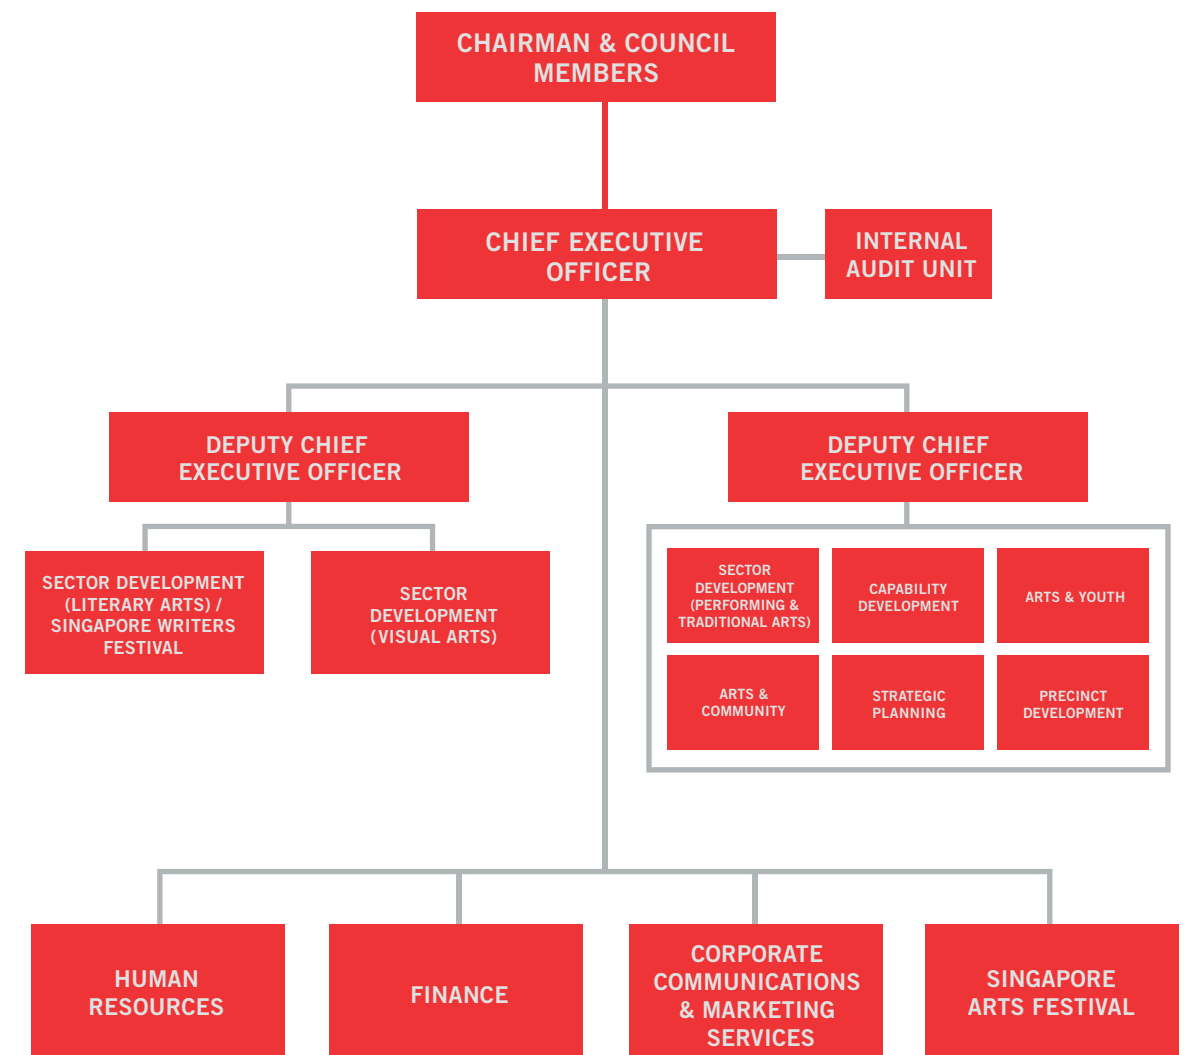 CHAIRMAN & COUNCIL
MEMBERS
CHIEF EXECUTIVE
OFFICER
INTERNAL
AUDIT UNIT
DEPUTY CHIEF
EXECUTIVE OFFICER
DEPUTY CHIEF
EXECUTIVE OFFICER
SECTOR DEVELOPMENT
(LITERARY ARTS) /
SINGAPORE WRITERS
FESTIVAL
SECTOR
DEVELOPMENT
(VISUAL ARTS)
SECTOR
DEVELOPMENT
(PERFORMING &
TRADITIONAL ARTS)
CAPABILITY
DEVELOPMENT
ARTS & YOUTH
ARTS &
COMMUNITY
STRATEGIC
PLANNING
PRECINCT
DEVELOPMENT
HUMAN
RESOURCES
FINANCE
CORPORATE
COMMUNICATIONS
& MARKETING
SERVICES
SINGAPORE
ARTS FESTIVAL